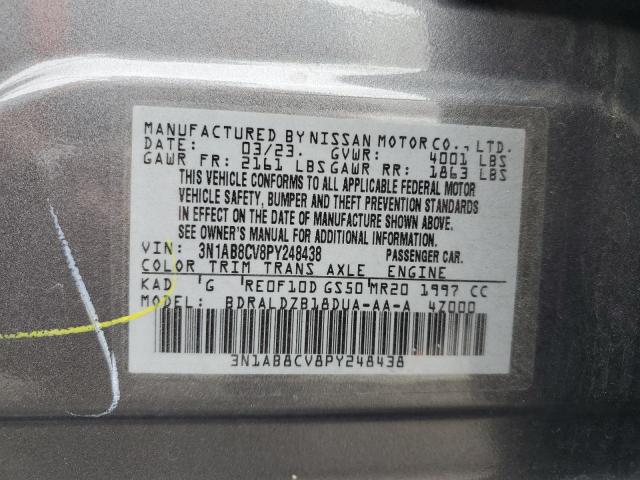 MANUFACTURED BY NISSAN MOTOR CO., LTD.
DATE: 03/23. GVWR: 4001 LBS
GAWR FR: 2161 LBS GAWR RR: 1863 LBS
THIS VEHICLE CONFORMS TO ALL APPLICABLE FEDERAL MOTOR
VEHICLE SAFETY, BUMPER AND THEFT PREVENTION STANDARDS
IN EFFECT ON THE DATE OF MANUFACTURE SHOWN ABOVE.
SEE OWNER'S MANUAL FOR ADDITIONAL INFORMATION.
VIN: 3N1AB8CV8PY248438 PASSENGER CAR.
COLOR TRIM TRANS AXLE ENGINE
KAD 'G RE0F10D GS50 MR20 1997 CC
MODEL: BDRALDZB18DUA-AA-A 4Z000
3N1AB8CV8PY248438